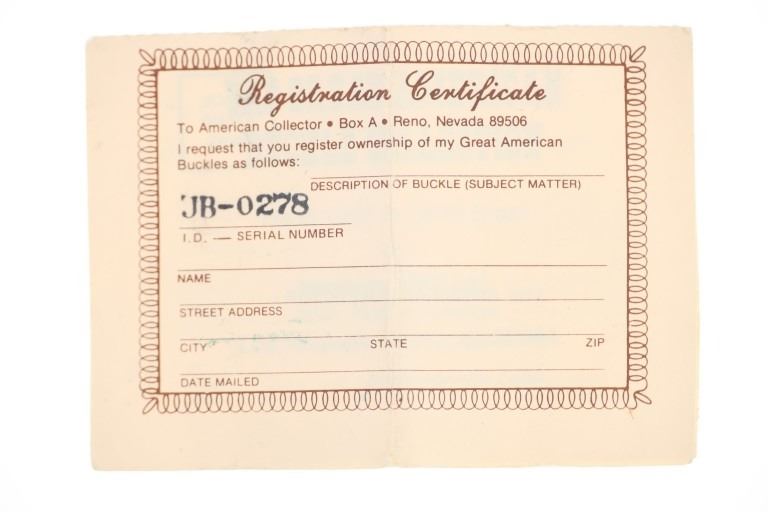 Registration Certificate
To American Collector • Box A • Reno, Nevada 89506
I request that you register ownership of my Great American
Buckles as follows:
DESCRIPTION OF BUCKLE (SUBJECT MATTER)
JB-0278
I.D. — SERIAL NUMBER
NAME
STREET ADDRESS
CITY STATE ZIP
DATE MAILED